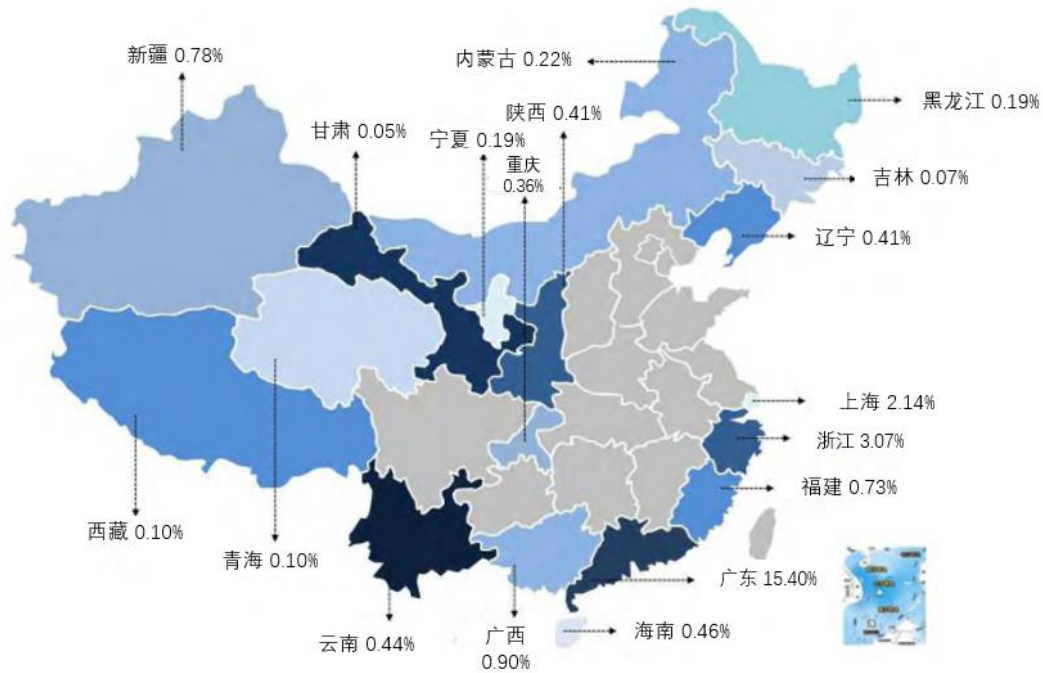 新疆 0.78%
内蒙古 0.22%
黑龙江 0.19%
陕西 0.41%
甘肃 0.05%
宁夏 0.19%
重庆
0.36%
吉林 0.07%
辽宁 0.41%
上海 2.14%
浙江 3.07%
福建 0.73%
西藏 0.10%
青海 0.10%
广东 15.40%
云南 0.44%
广西
0.90%
海南 0.46%